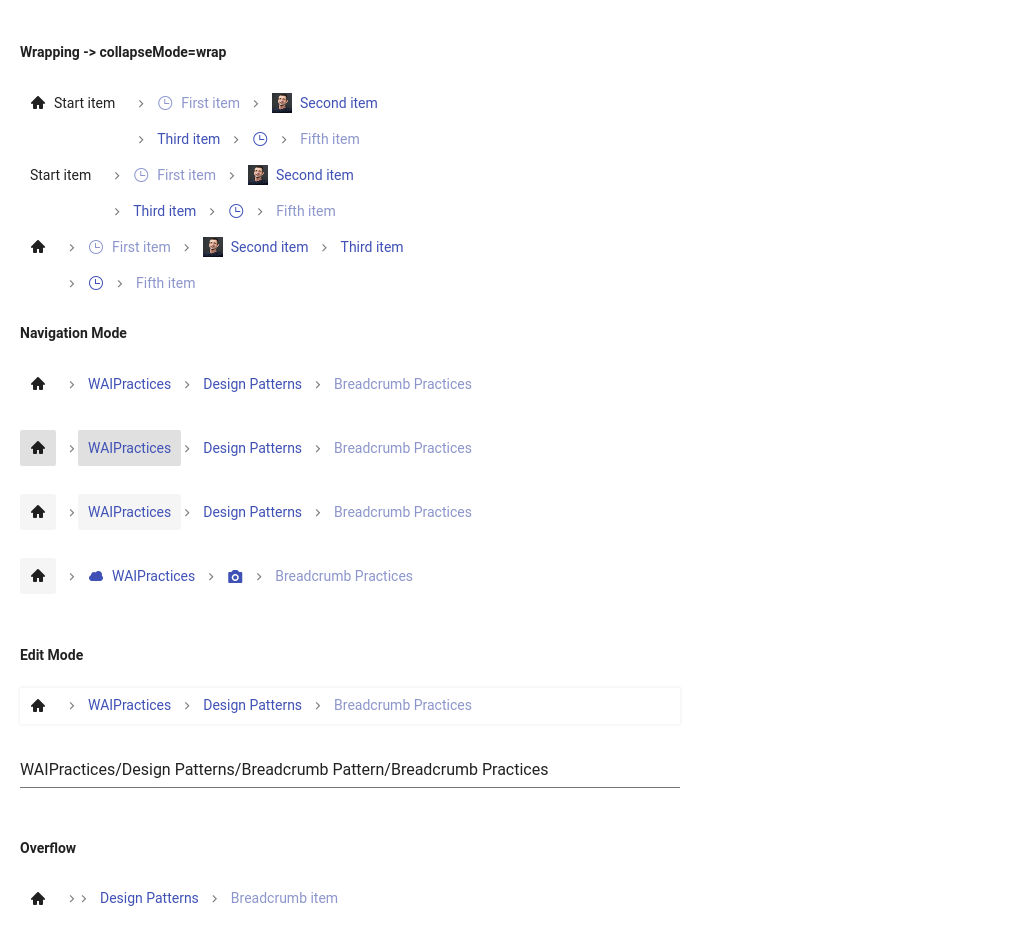 Wrapping -> collapseMode=wrap
Start item > First item > Second item
> Third item > > Fifth item
Start item > First item > Second item
> Third item > > Fifth item
> First item > Second item > Third item
> > Fifth item
Navigation Mode
> WAIPractices > Design Patterns > Breadcrumb Practices
> WAIPractices > Design Patterns > Breadcrumb Practices
> WAIPractices > Design Patterns > Breadcrumb Practices
> WAIPractices > > Breadcrumb Practices
Edit Mode
> WAIPractices > Design Patterns > Breadcrumb Practices
WAIPractices/Design Patterns/Breadcrumb Pattern/Breadcrumb Practices
Overflow
> > Design Patterns > Breadcrumb item